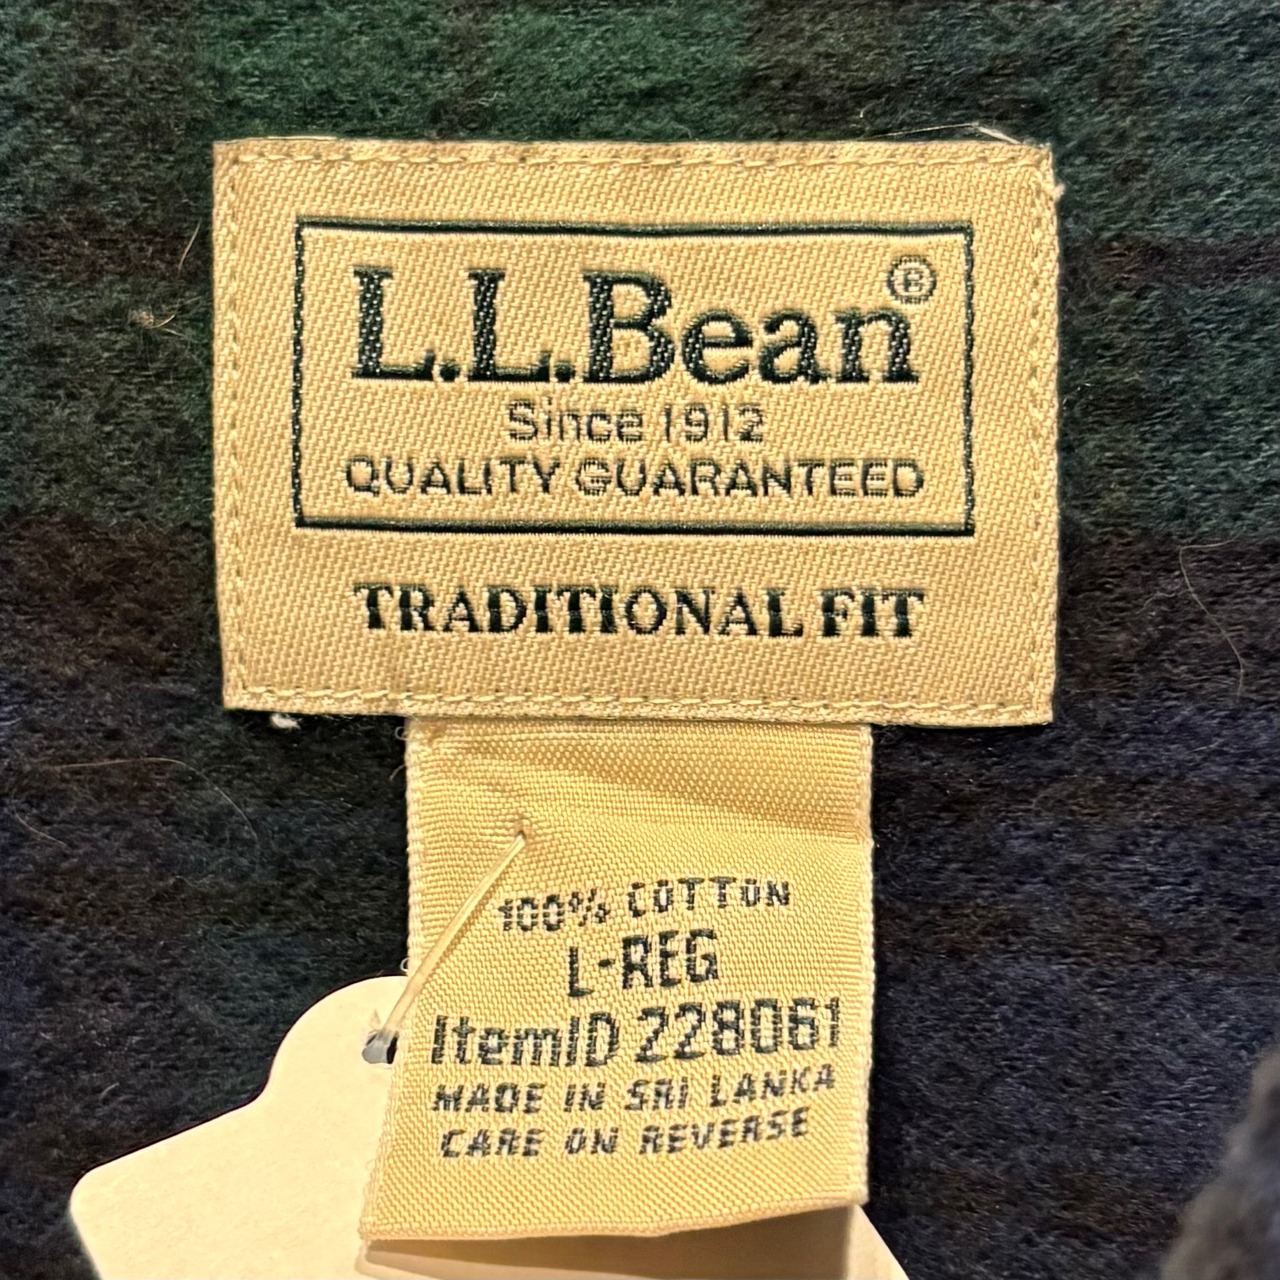 L.L.Bean®
Since 1912
QUALITY GUARANTEED
TRADITIONAL FIT
100% COTTON
L-REG
ItemID 228061
MADE IN SRI LANKA
CARE ON REVERSE